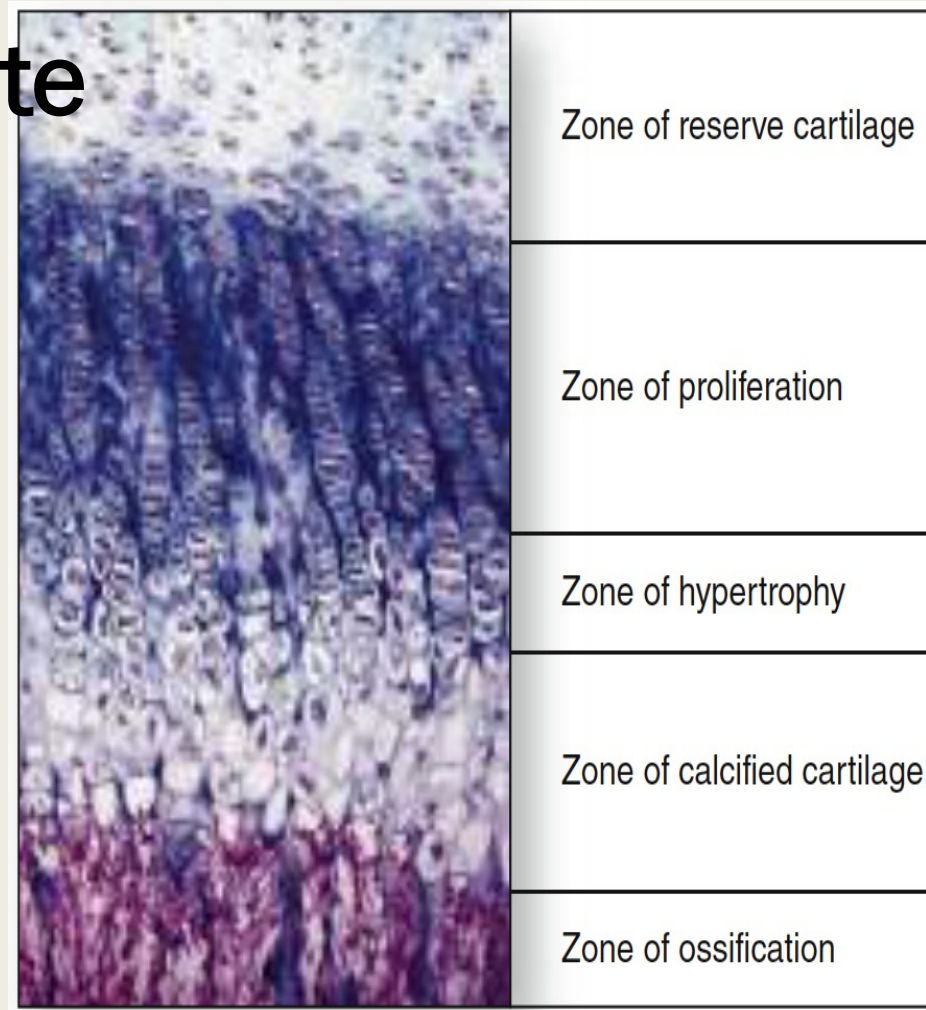 te
Zone of reserve cartilage
Zone of proliferation
Zone of hypertrophy
Zone of calcified cartilage
Zone of ossification